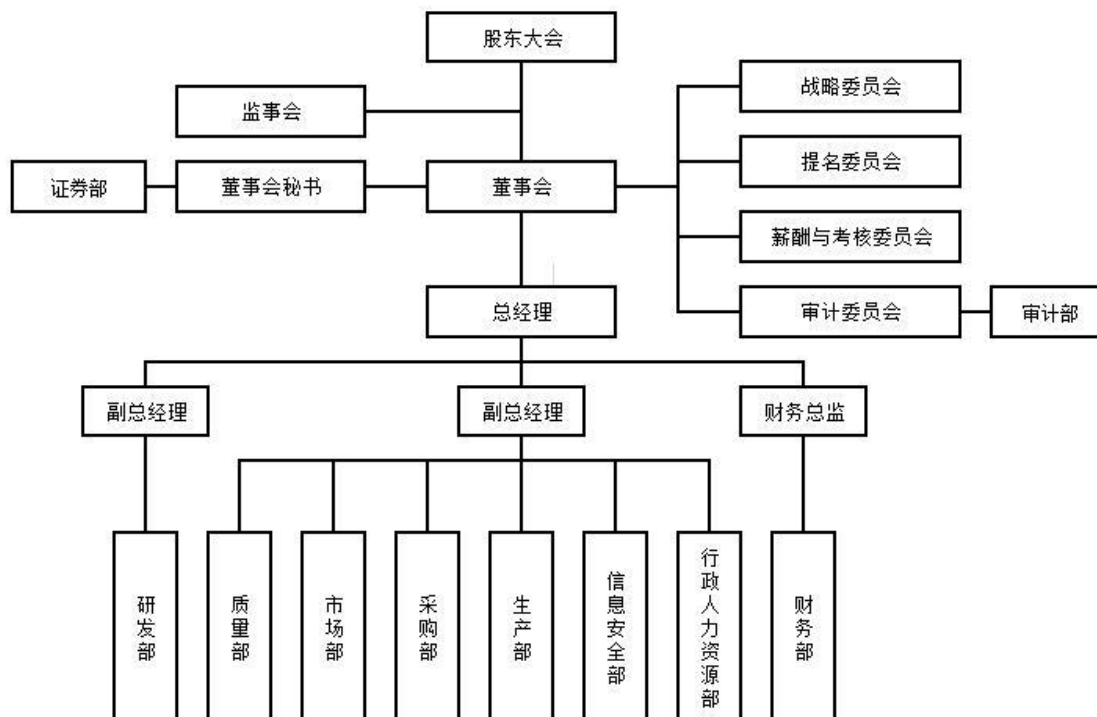 股东大会
战略委员会
监事会
提名委员会
证券部
董事会秘书
董事会
薪酬与考核委员会
总经理
审计委员会
审计部
副总经理
副总经理
财务总监
研发部
质量部
市场部
采购部
生产部
信息安全部
行政人力资源部
财务部